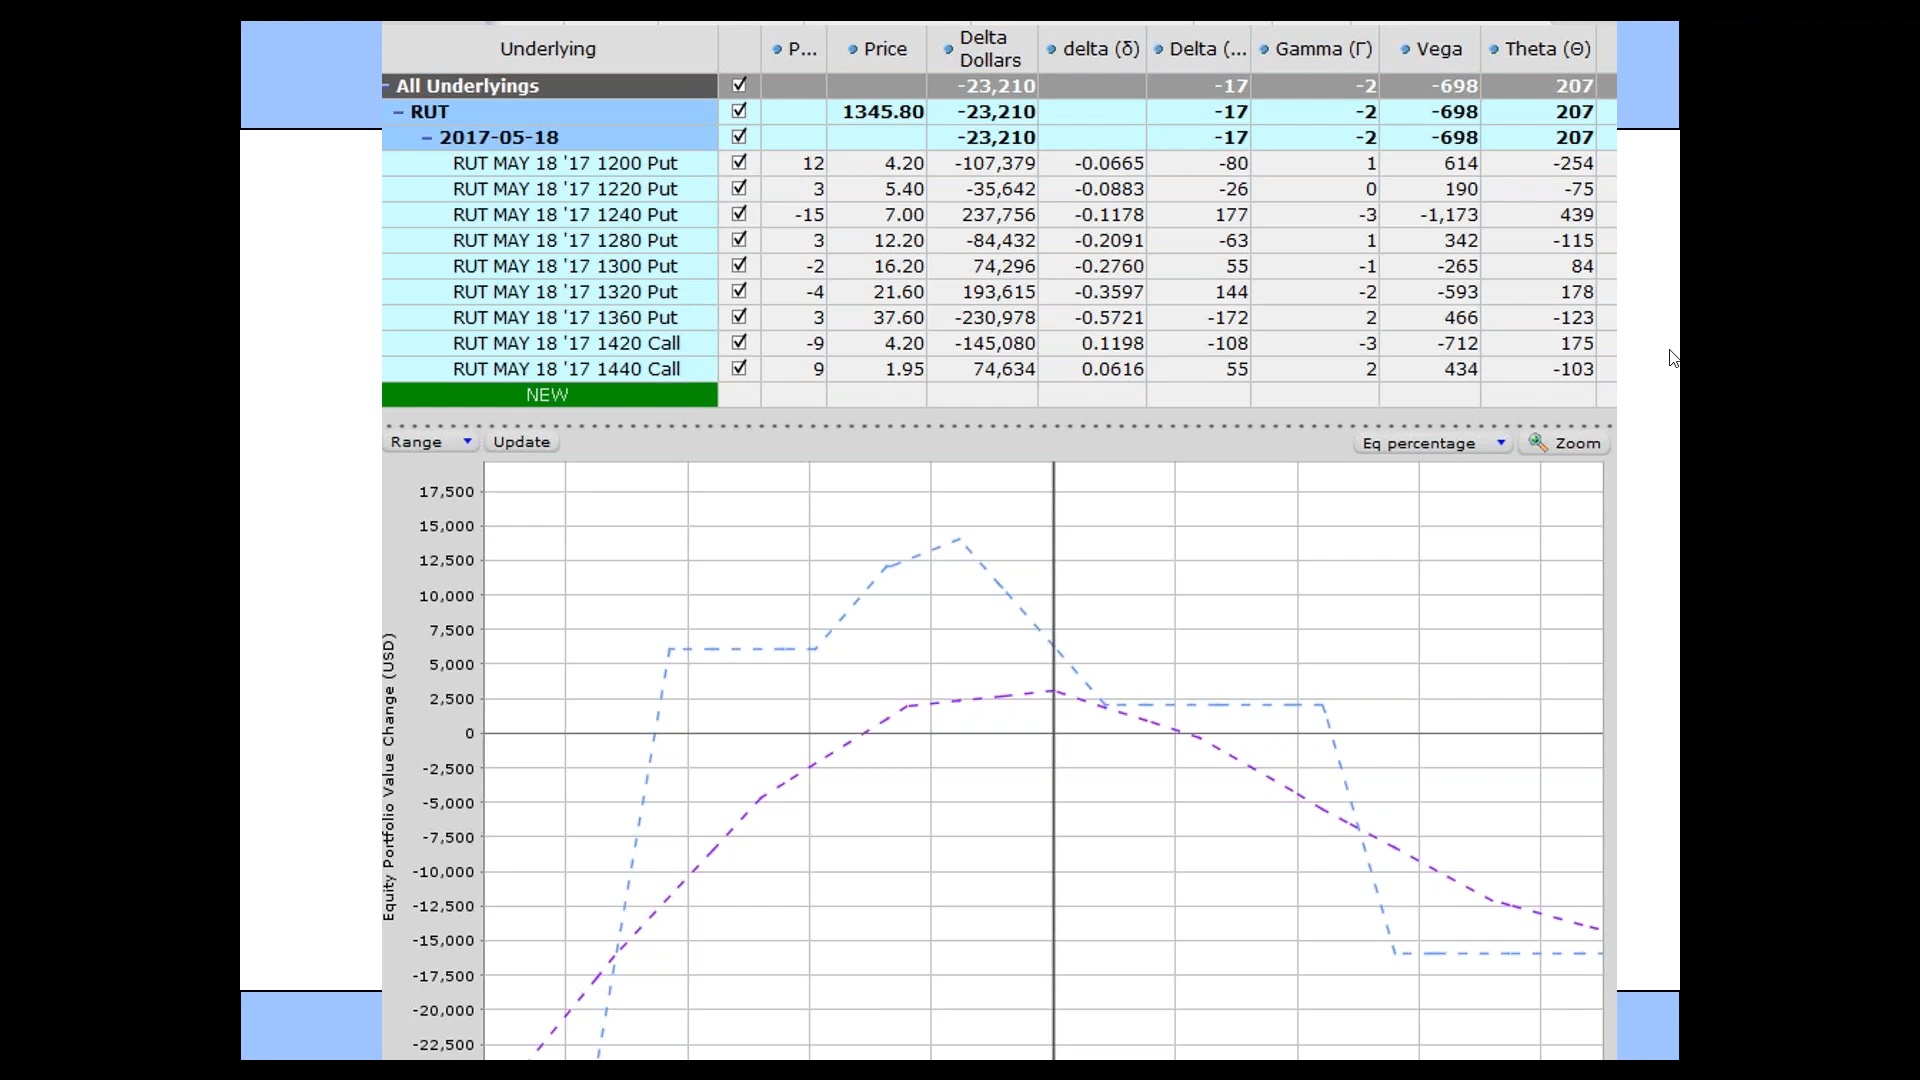 Underlying P... Price Delta Dollars delta (δ) Delta (... Gamma (Γ) Vega Theta (Θ)
– All Underlyings -23,210 -17 -2 -698 207
– RUT 1345.80 -23,210 -17 -2 -698 207
– 2017-05-18 -23,210 -17 -2 -698 207
RUT MAY 18 '17 1200 Put 12 4.20 -107,379 -0.0665 -80 1 614 -254
RUT MAY 18 '17 1220 Put 3 5.40 -35,642 -0.0883 -26 0 190 -75
RUT MAY 18 '17 1240 Put -15 7.00 237,756 -0.1178 177 -3 -1,173 439
RUT MAY 18 '17 1280 Put 3 12.20 -84,432 -0.2091 -63 1 342 -115
RUT MAY 18 '17 1300 Put -2 16.20 74,296 -0.2760 55 -1 -265 84
RUT MAY 18 '17 1320 Put -4 21.60 193,615 -0.3597 144 -2 -593 178
RUT MAY 18 '17 1360 Put 3 37.60 -230,978 -0.5721 -172 2 466 -123
RUT MAY 18 '17 1420 Call -9 4.20 -145,080 0.1198 -108 -3 -712 175
RUT MAY 18 '17 1440 Call 9 1.95 74,634 0.0616 55 2 434 -103
NEW
Range Update Eq percentage Zoom
Equity Portfolio Value Change (USD)
17,500
15,000
12,500
10,000
7,500
5,000
2,500
0
-2,500
-5,000
-7,500
-10,000
-12,500
-15,000
-17,500
-20,000
-22,500